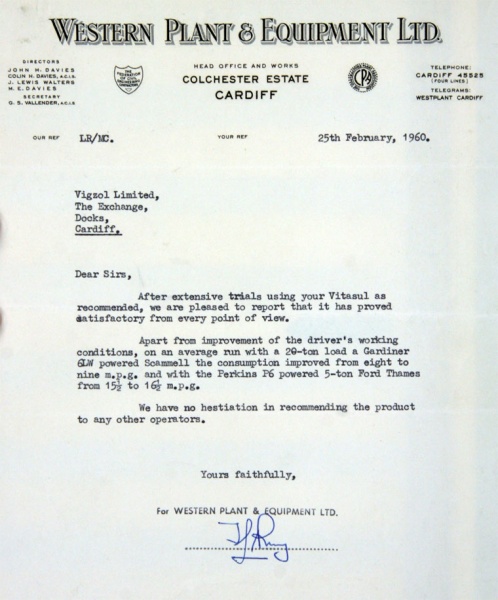 WESTERN PLANT & EQUIPMENT LTD.
DIRECTORS
JOHN H. DAVIES
COLIN H. DAVIES, A.C.I.S.
J. LEWIS WALTERS
H. E. DAVIES
SECRETARY
G. S. VALLENDER, A.C.I.S
HEAD OFFICE AND WORKS
COLCHESTER ESTATE
CARDIFF
TELEPHONE:
CARDIFF 45525
(FOUR LINES)
TELEGRAMS:
WESTPLANT CARDIFF
OUR REF LR/MC. YOUR REF 25th February, 1960.
Vigzol Limited,
The Exchange,
Docks,
Cardiff.
Dear Sirs,
After extensive trials using your Vitasul as
recommended, we are pleased to report that it has proved
satisfactory from every point of view.
Apart from improvement of the driver's working
conditions, on an average run with a 20-ton load a Gardiner
6LW powered Scammell the consumption improved from eight to
nine m.p.g. and with the Perkins P6 powered 5-ton Ford Thames
from 15½ to 16½ m.p.g.
We have no hestiation in recommending the product
to any other operators.
Yours faithfully,
For WESTERN PLANT & EQUIPMENT LTD.